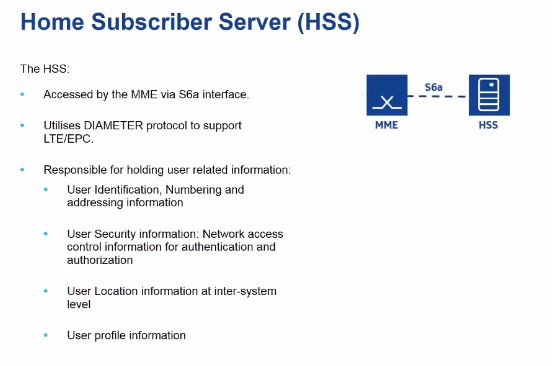 Home Subscriber Server (HSS)
The HSS:
• Accessed by the MME via S6a interface.
• Utilises DIAMETER protocol to support
LTE/EPC.
• Responsible for holding user related information:
• User Identification, Numbering and
addressing information
• User Security information: Network access
control information for authentication and
authorization
• User Location information at inter-system
level
• User profile information
S6a
MME
HSS